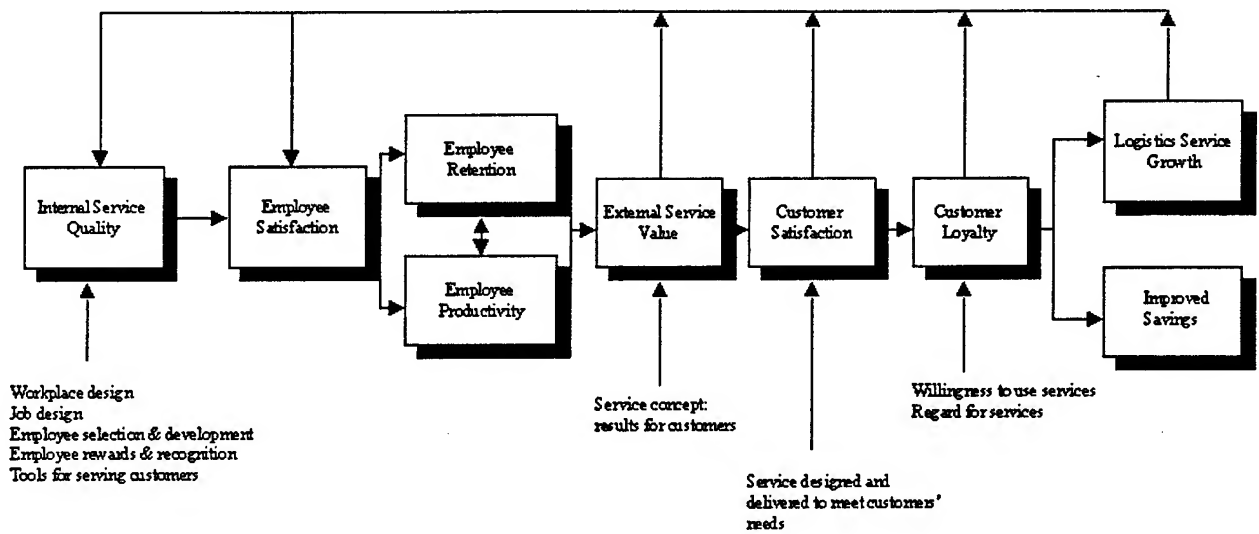 Employee
Retention
Logistics Service
Growth
Internal Service
Quality
Employee
Satisfaction
External Service
Value
Customer
Satisfaction
Customer
Loyalty
Employee
Productivity
Improved
Savings
Workplace design
Job design
Employee selection & development
Employee rewards & recognition
Tools for serving customers
Service concept:
results for customers
Service designed and
delivered to meet customers'
needs
Willingness to use services
Regard for services